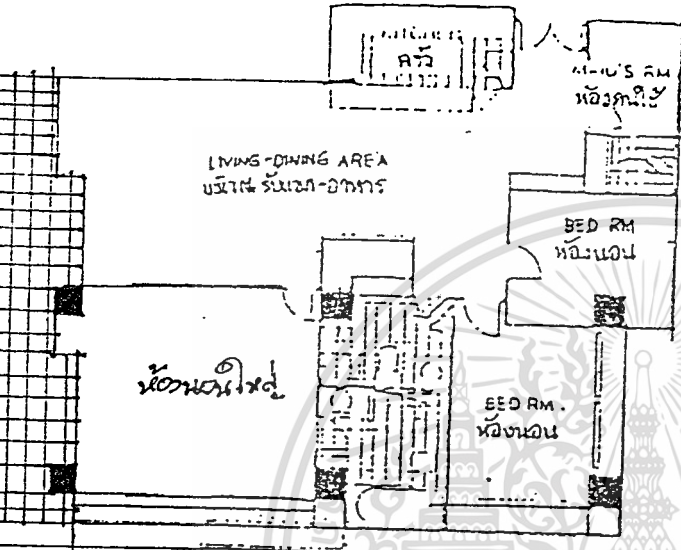 KITCHEN
ครัว
MAID'S RM
ห้องคนใช้
LIVING-DINING AREA
บริเวณ รับแขก-อาหาร
BED RM
ห้องนอน
ห้องนอนใหญ่
BED RM.
ห้องนอน